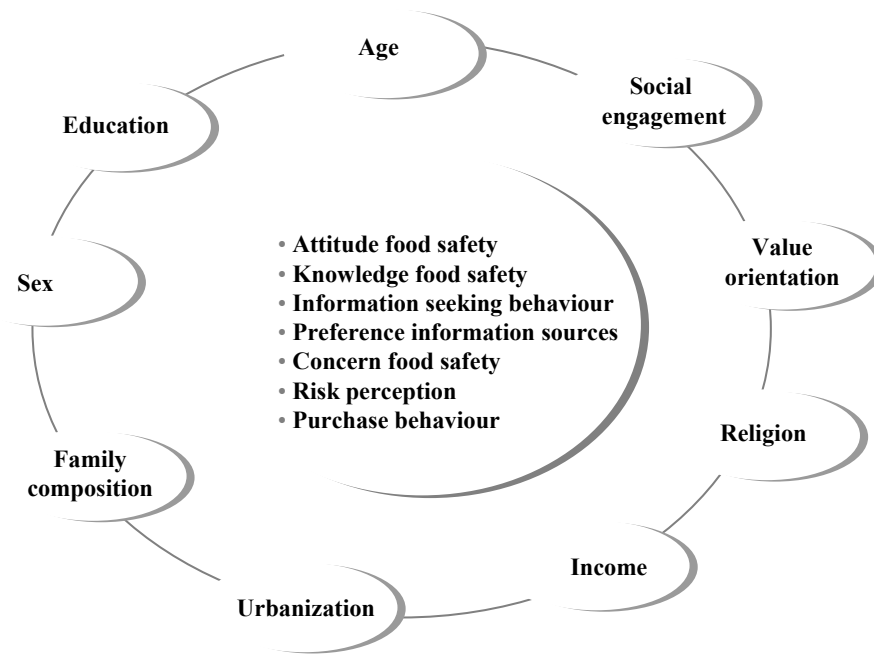 Age
Social
engagement
Education
Value
orientation
Sex
• Attitude food safety
• Knowledge food safety
• Information seeking behaviour
• Preference information sources
• Concern food safety
• Risk perception
• Purchase behaviour
Religion
Family
composition
Income
Urbanization